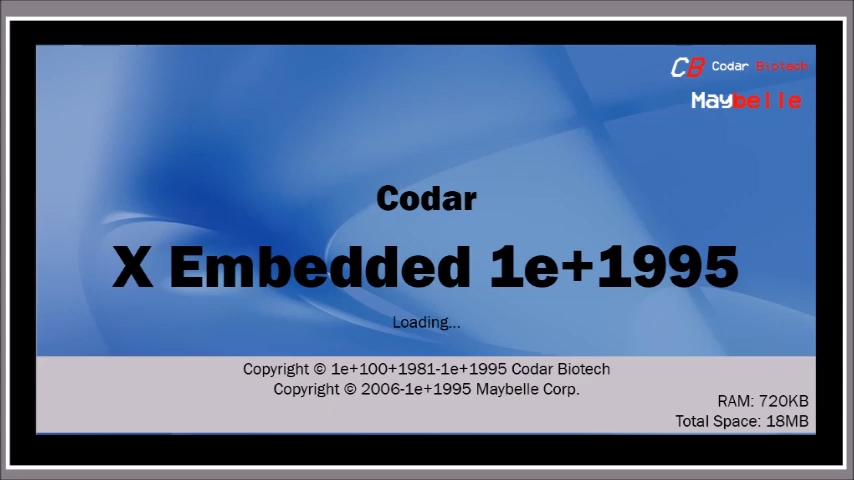 CB Codar Biotech
Maybelle
Codar
X Embedded 1e+1995
Loading...
Copyright © 1e+100+1981-1e+1995 Codar Biotech
Copyright © 2006-1e+1995 Maybelle Corp.
RAM: 720KB
Total Space: 18MB